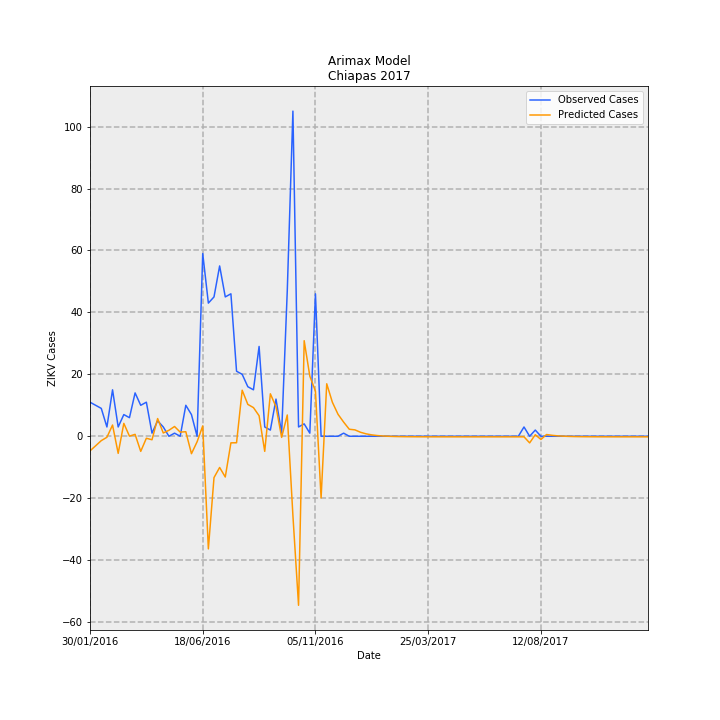 Arimax Model
Chiapas 2017
Observed Cases
Predicted Cases
ZIKV Cases
100
80
60
40
20
0
−20
−40
−60
30/01/2016 18/06/2016 05/11/2016 25/03/2017 12/08/2017
Date